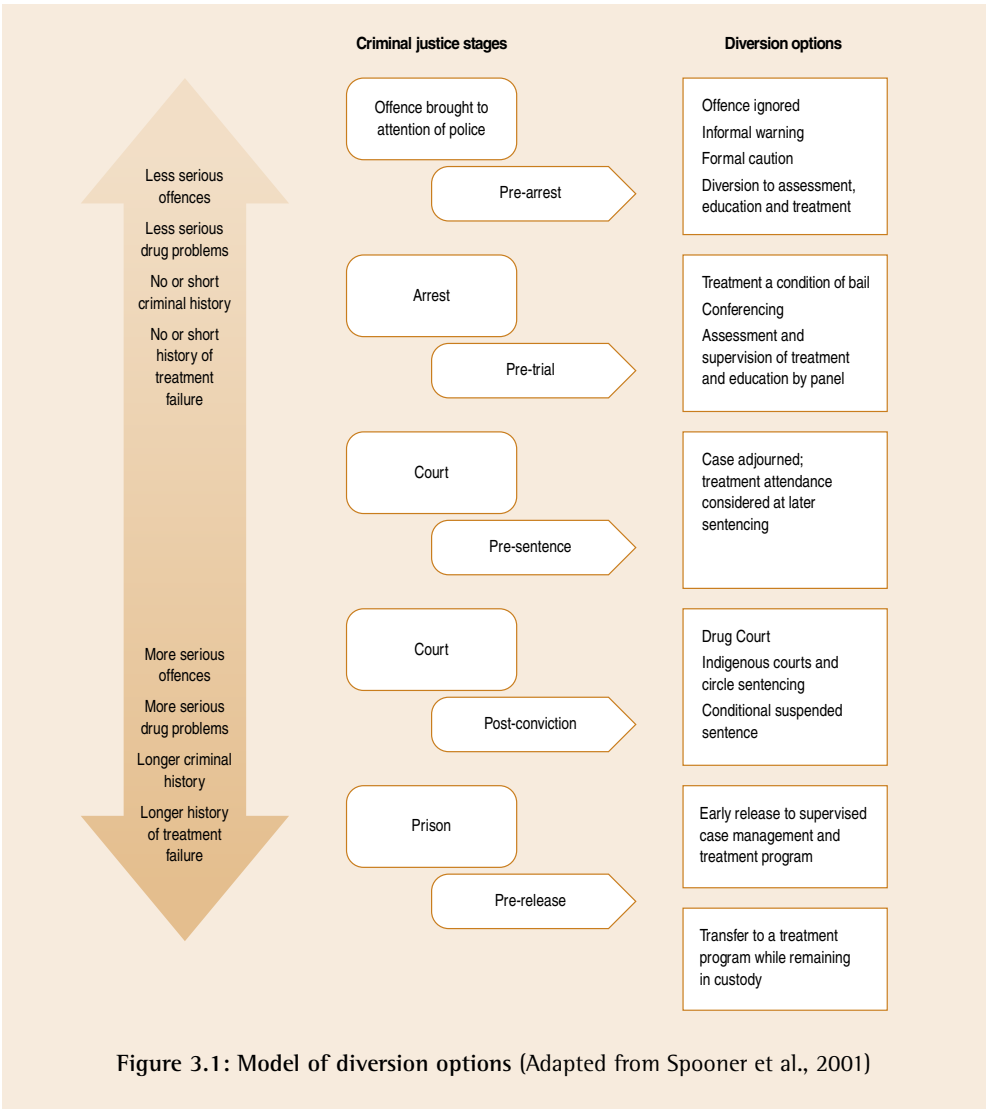 Criminal justice stages
Diversion options
Less serious
offences
Less serious
drug problems
No or short
criminal history
No or short
history of
treatment
failure
More serious
offences
More serious
drug problems
Longer criminal
history
Longer history
of treatment
failure
Offence brought to
attention of police
Pre-arrest
Offence ignored
Informal warning
Formal caution
Diversion to assessment,
education and treatment
Arrest
Pre-trial
Treatment a condition of bail
Conferencing
Assessment and
supervision of treatment
and education by panel
Court
Pre-sentence
Case adjourned;
treatment attendance
considered at later
sentencing
Court
Post-conviction
Drug Court
Indigenous courts and
circle sentencing
Conditional suspended
sentence
Prison
Pre-release
Early release to supervised
case management and
treatment program
Transfer to a treatment
program while remaining
in custody
Figure 3.1: Model of diversion options (Adapted from Spooner et al., 2001)